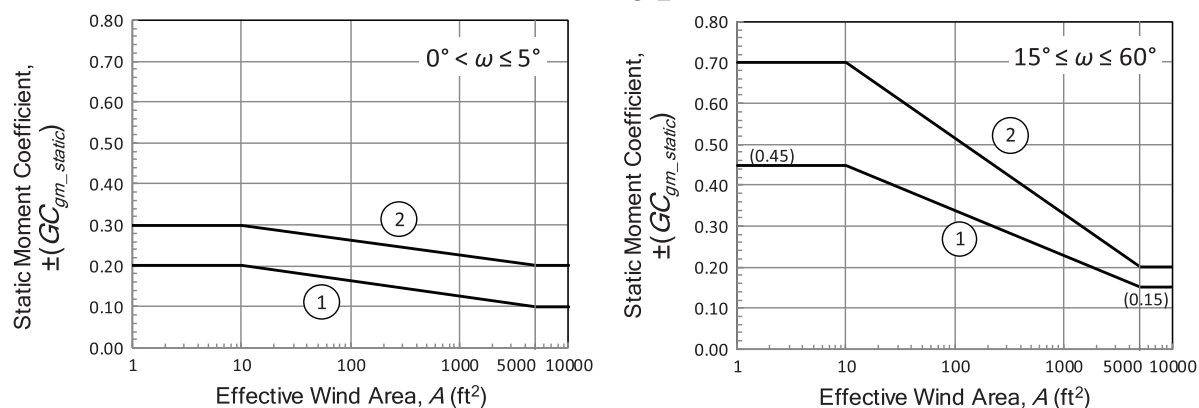 Static Moment Coefficient,
±(GCgm_static)
0.80
0.70
0.60
0.50
0.40
0.30
0.20
0.10
0.00
0° < ω ≤ 5°
2
1
1 10 100 1000 5000 10000
Effective Wind Area, A (ft²)
Static Moment Coefficient,
±(GCgm_static)
0.80
0.70
0.60
0.50
0.40
0.30
0.20
0.10
0.00
15° ≤ ω ≤ 60°
2
(0.45)
1
(0.15)
1 10 100 1000 5000 10000
Effective Wind Area, A (ft²)